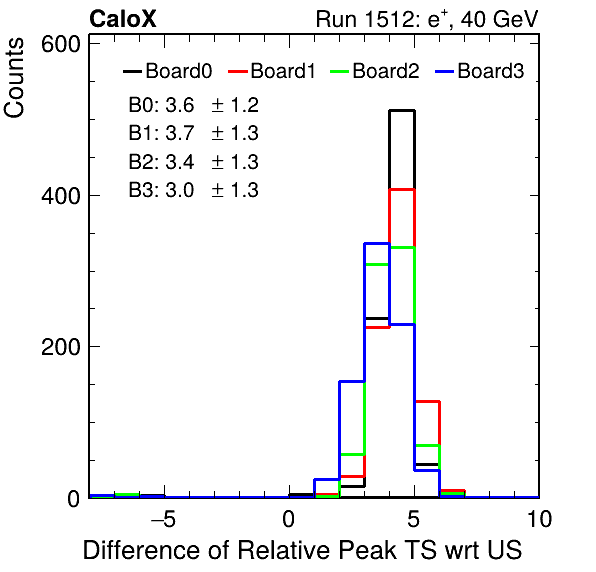 CaloX Run 1512: e⁺, 40 GeV
Counts
Board0 Board1 Board2 Board3
B0: 3.6 ± 1.2
B1: 3.7 ± 1.3
B2: 3.4 ± 1.3
B3: 3.0 ± 1.3
600
400
200
0
−5 0 5 10
Difference of Relative Peak TS wrt US